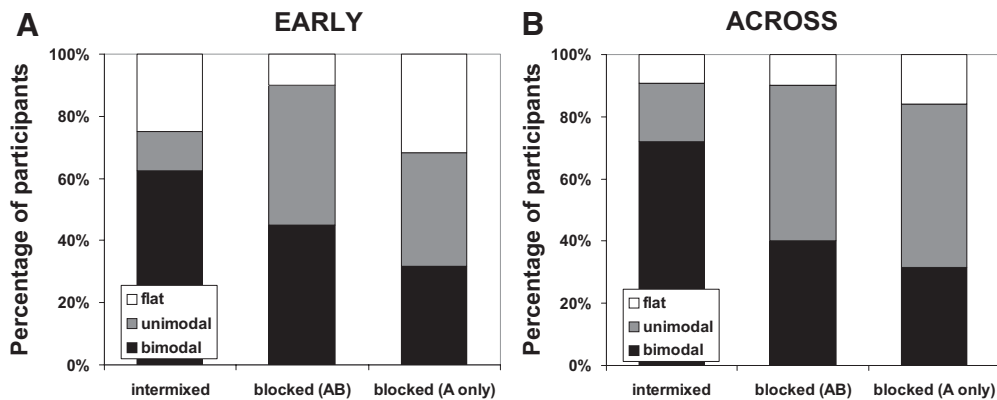 A
EARLY
Percentage of participants
100%
80%
60%
40%
20%
0%
flat
unimodal
bimodal
intermixed
blocked (AB)
blocked (A only)
B
ACROSS
Percentage of participants
100%
80%
60%
40%
20%
0%
flat
unimodal
bimodal
intermixed
blocked (AB)
blocked (A only)